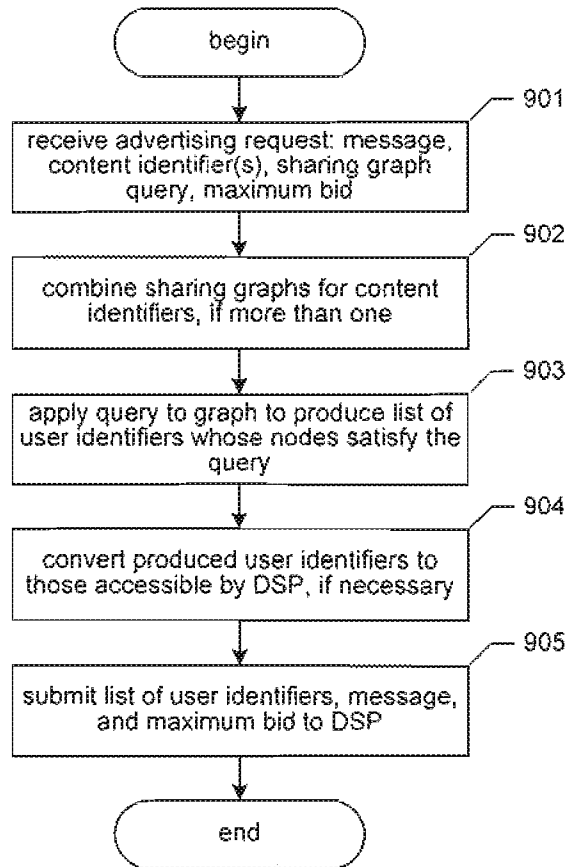 begin
901
receive advertising request: message,
content identifier(s), sharing graph
query, maximum bid
902
combine sharing graphs for content
identifiers, if more than one
903
apply query to graph to produce list of
user identifiers whose nodes satisfy the
query
904
convert produced user identifiers to
those accessible by DSP, if necessary
905
submit list of user identifiers, message,
and maximum bid to DSP
end